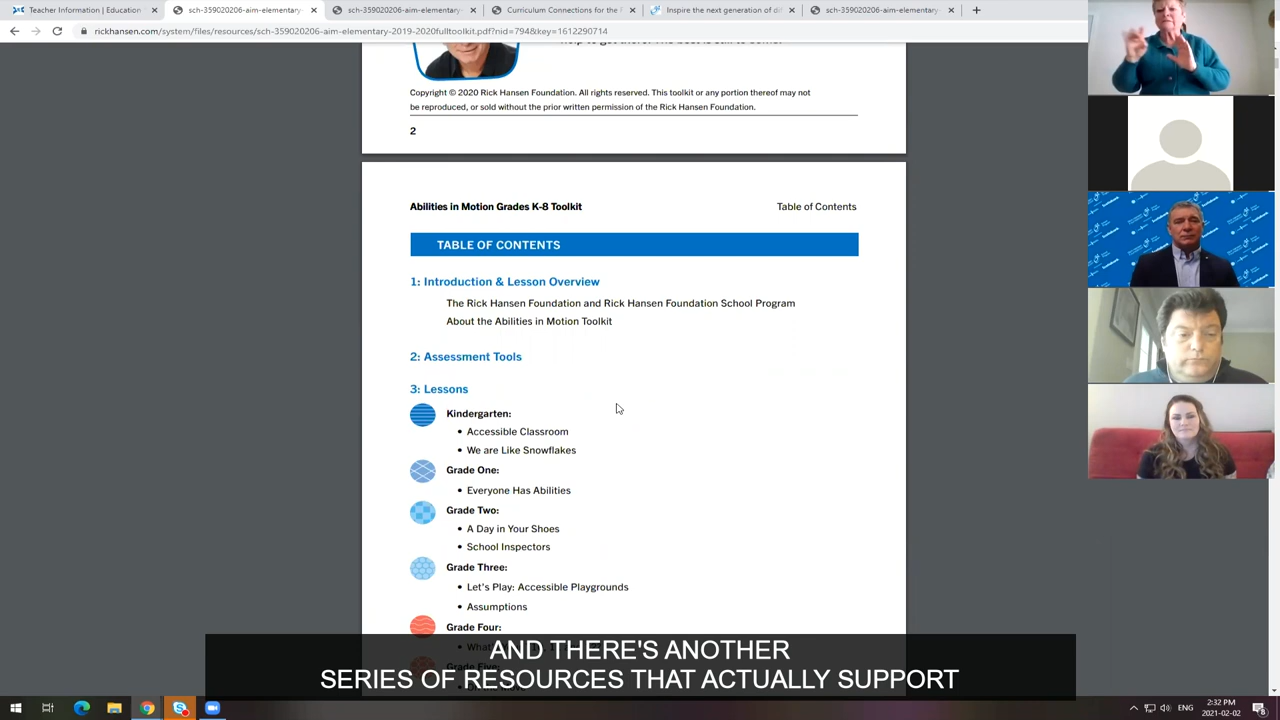 Teacher Information | Education
sch-359020206-aim-elementary-
sch-359020206-aim-elementary-
Curriculum Connections for the F
Inspire the next generation of dif
sch-359020206-aim-elementary-
rickhansen.com/system/files/resources/sch-359020206-aim-elementary-2019-2020fulltoolkit.pdf?nid=794&key=1612290714
Copyright © 2020 Rick Hansen Foundation. All rights reserved. This toolkit or any portion thereof may not
be reproduced, or sold without the prior written permission of the Rick Hansen Foundation.
2
Abilities in Motion Grades K-8 Toolkit
Table of Contents
TABLE OF CONTENTS
1: Introduction & Lesson Overview
The Rick Hansen Foundation and Rick Hansen Foundation School Program
About the Abilities in Motion Toolkit
2: Assessment Tools
3: Lessons
Kindergarten:
• Accessible Classroom
• We are Like Snowflakes
Grade One:
• Everyone Has Abilities
Grade Two:
• A Day in Your Shoes
• School Inspectors
Grade Three:
• Let's Play: Accessible Playgrounds
• Assumptions
Grade Four:
Grade Five:
AND THERE'S ANOTHER
SERIES OF RESOURCES THAT ACTUALLY SUPPORT
ENG
2:32 PM
2021-02-02